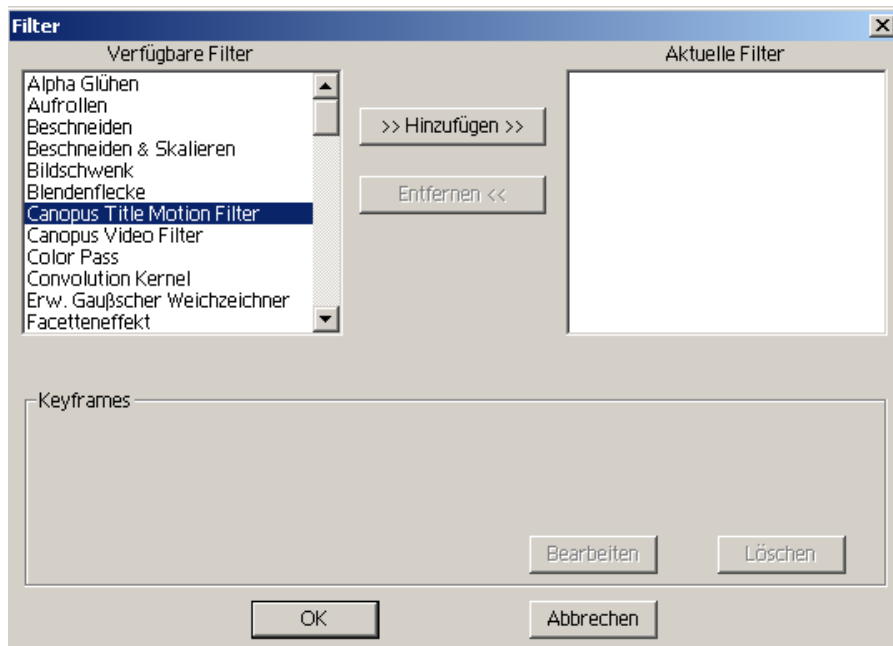 Filter
Verfügbare Filter
Aktuelle Filter
Alpha Glühen
Aufrollen
Beschneiden
Beschneiden & Skalieren
Bildschwenk
Blendenflecke
Canopus Title Motion Filter
Canopus Video Filter
Color Pass
Convolution Kernel
Erw. Gaußscher Weichzeichner
Facetteneffekt
>> Hinzufügen >>
Entfernen <<
Keyframes
Bearbeiten
Löschen
OK
Abbrechen